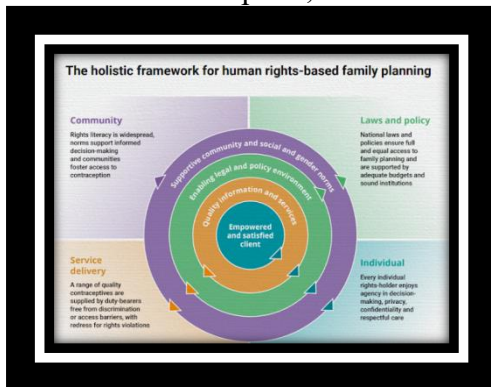 The holistic framework for human rights-based family planning
Community
Rights literacy is widespread,
norms support informed
decision-making
and communities
foster access to
contraception
Laws and policy
National laws and
policies ensure full
and equal access to
family planning and
are supported by
adequate budgets and
sound institutions
Supportive community and social and gender norms
Enabling legal and policy environment
Quality information and services
Empowered
and satisfied
client
Service
delivery
A range of quality
contraceptives are
supplied by duty-bearers
free from discrimination
or access barriers, with
redress for rights violations
Individual
Every individual
rights-holder enjoys
agency in decision-
making, privacy,
confidentiality and
respectful care